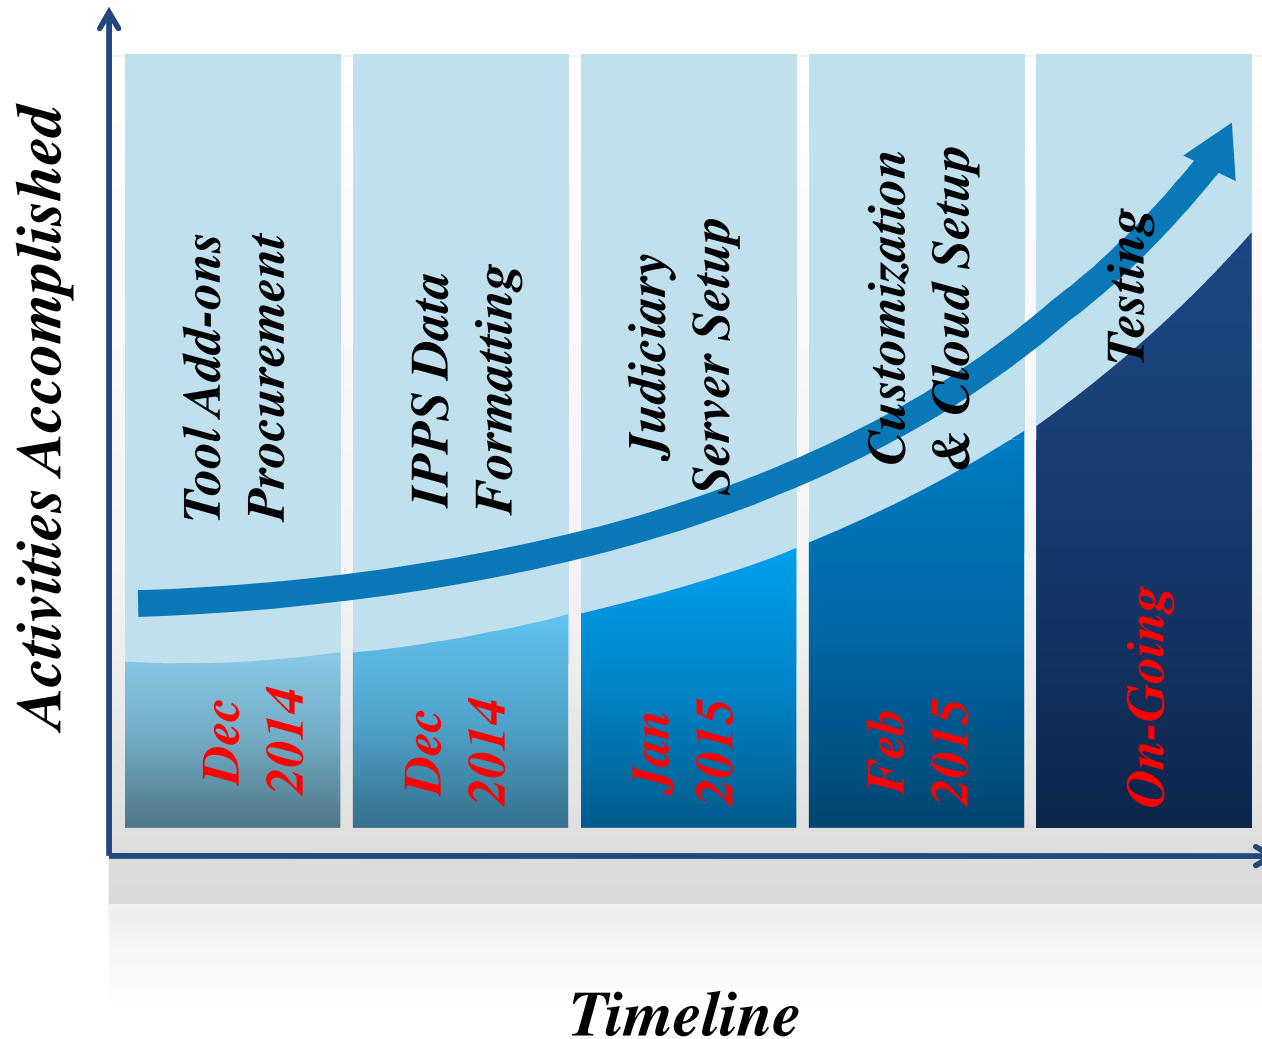 Activities Accomplished
Tool Add-ons
Procurement
IPPS Data
Formatting
Judiciary
Server Setup
Customization
& Cloud Setup
Testing
Dec
2014
Dec
2014
Jan
2015
Feb
2015
On-Going
Timeline